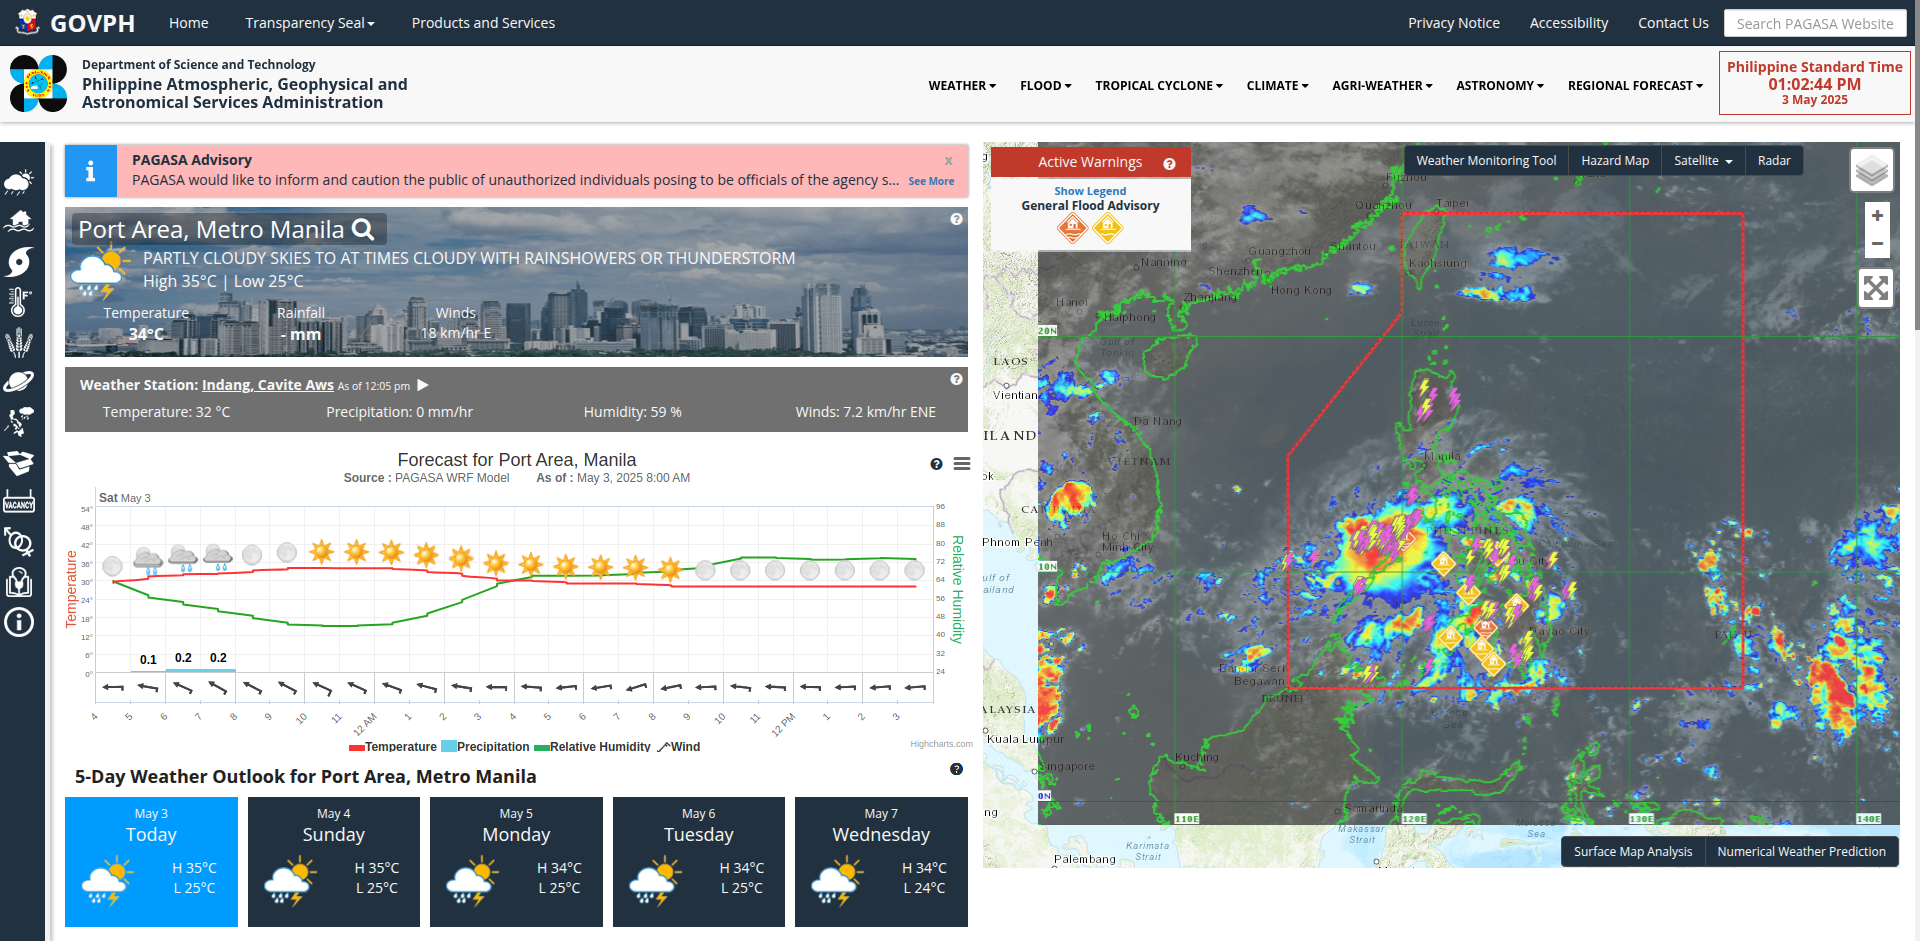 GOVPH
Home
Transparency Seal
Products and Services
Privacy Notice
Accessibility
Contact Us
Search PAGASA Website
Department of Science and Technology
Philippine Atmospheric, Geophysical and
Astronomical Services Administration
WEATHER
FLOOD
TROPICAL CYCLONE
CLIMATE
AGRI-WEATHER
ASTRONOMY
REGIONAL FORECAST
Philippine Standard Time
01:02:44 PM
3 May 2025
VACANCY
PAGASA Advisory
x
PAGASA would like to inform and caution the public of unauthorized individuals posing to be officials of the agency s... See More
Port Area, Metro Manila
PARTLY CLOUDY SKIES TO AT TIMES CLOUDY WITH RAINSHOWERS OR THUNDERSTORM
High 35°C | Low 25°C
Temperature Rainfall Winds
34°C - mm 18 km/hr E
Weather Station: Indang, Cavite Aws As of 12:05 pm
Temperature: 32 °C Precipitation: 0 mm/hr Humidity: 59 % Winds: 7.2 km/hr ENE
Forecast for Port Area, Manila
Source : PAGASA WRF Model As of : May 3, 2025 8:00 AM
Sat May 3
Temperature
54°
48°
42°
36°
30°
24°
18°
12°
6°
0°
0.1 0.2 0.2
96
88
80
72
64
56
48
40
32
24
Relative Humidity
4 5 6 7 8 9 10 11 12 AM 1 2 3 4 5 6 7 8 9 10 11 12 PM 1 2 3
Temperature Precipitation Relative Humidity Wind
Highcharts.com
5-Day Weather Outlook for Port Area, Metro Manila
May 3
Today
H 35°C
L 25°C
May 4
Sunday
H 35°C
L 25°C
May 5
Monday
H 34°C
L 25°C
May 6
Tuesday
H 34°C
L 25°C
May 7
Wednesday
H 34°C
L 24°C
Active Warnings
Show Legend
General Flood Advisory
Weather Monitoring Tool
Hazard Map
Satellite
Radar
+
−
Fuzhou
Quanzhou
Taipei
Guangzhou
Shantou
TAIWAN
Nanning
Shenzhen
Kaohsiung
Hanoi
Zhanjiang
Hong Kong
Haiphong
20N
Luzon
Strait
Gulf of
Tonkin
LAOS
Vientian
Da Nang
ILAND
VIETNAM
Manila
ok
PHILIPPINES
Phnom Penh
Ho Chi
Minh City
10N
ulf of
ailand
Davao City
Bandar Seri
Begawan
BRUNEI
ALAYSIA
Kuala Lumpur
Kuching
Singapore
0N
Samarinda
110E
120E
130E
140E
ng
Makassar
Strait
Molucca
Sea
Karimata
Strait
Palembang
Surface Map Analysis
Numerical Weather Prediction